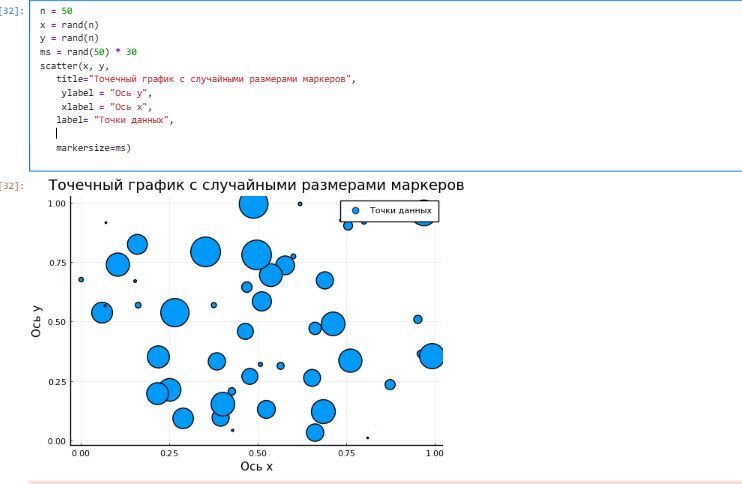 [32]:
n = 50
x = rand(n)
y = rand(n)
ms = rand(50) * 30
scatter(x, y,
title="Точечный график с случайными размерами маркеров",
ylabel = "Ось y",
xlabel = "Ось x",
label= "Точки данных",
markersize=ms)
[32]:
Точечный график с случайными размерами маркеров
Точки данных
1.00
0.75
0.50
0.25
0.00
Ось y
0.00 0.25 0.50 0.75 1.00
Ось x